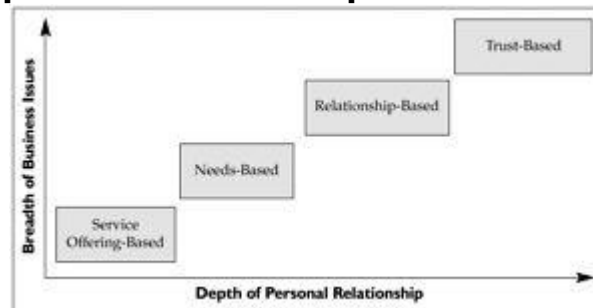 Trust-Based
Relationship-Based
Needs-Based
Service
Offering-Based
Breadth of Business Issues
Depth of Personal Relationship